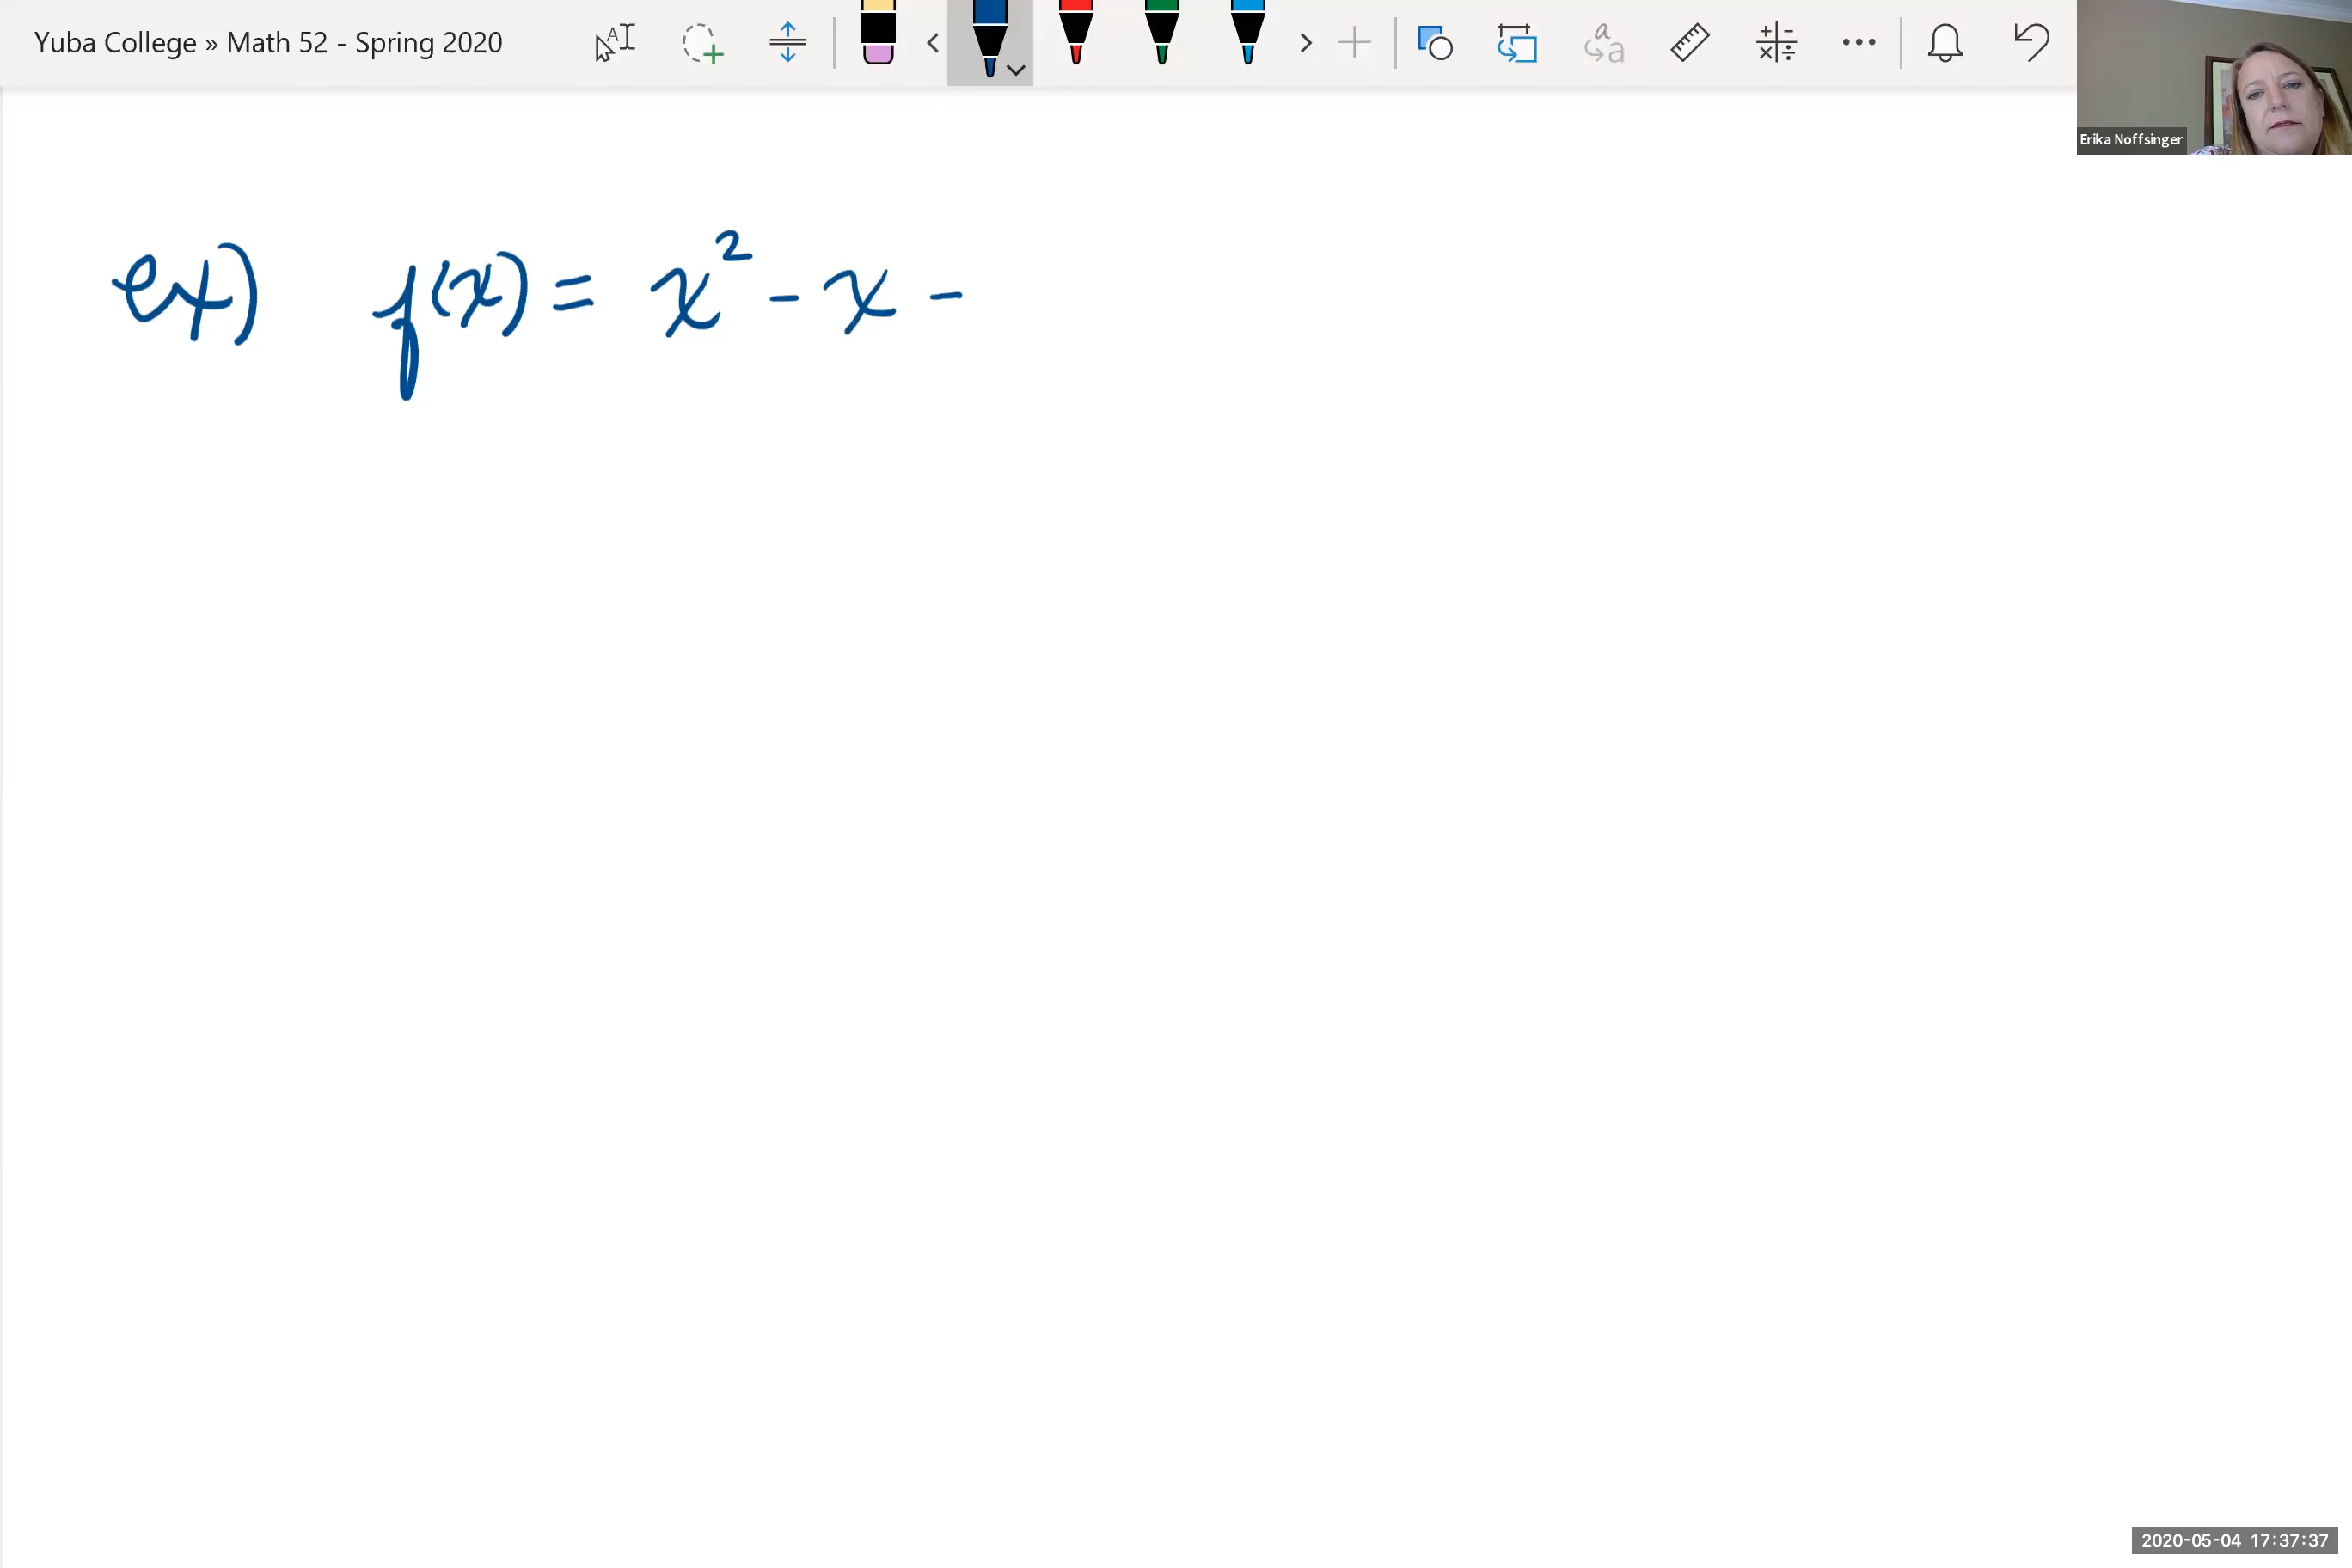 Yuba College » Math 52 - Spring 2020
Erika Noffsinger
ex) f(x) = x² - x -
2020-05-04 17:37:37